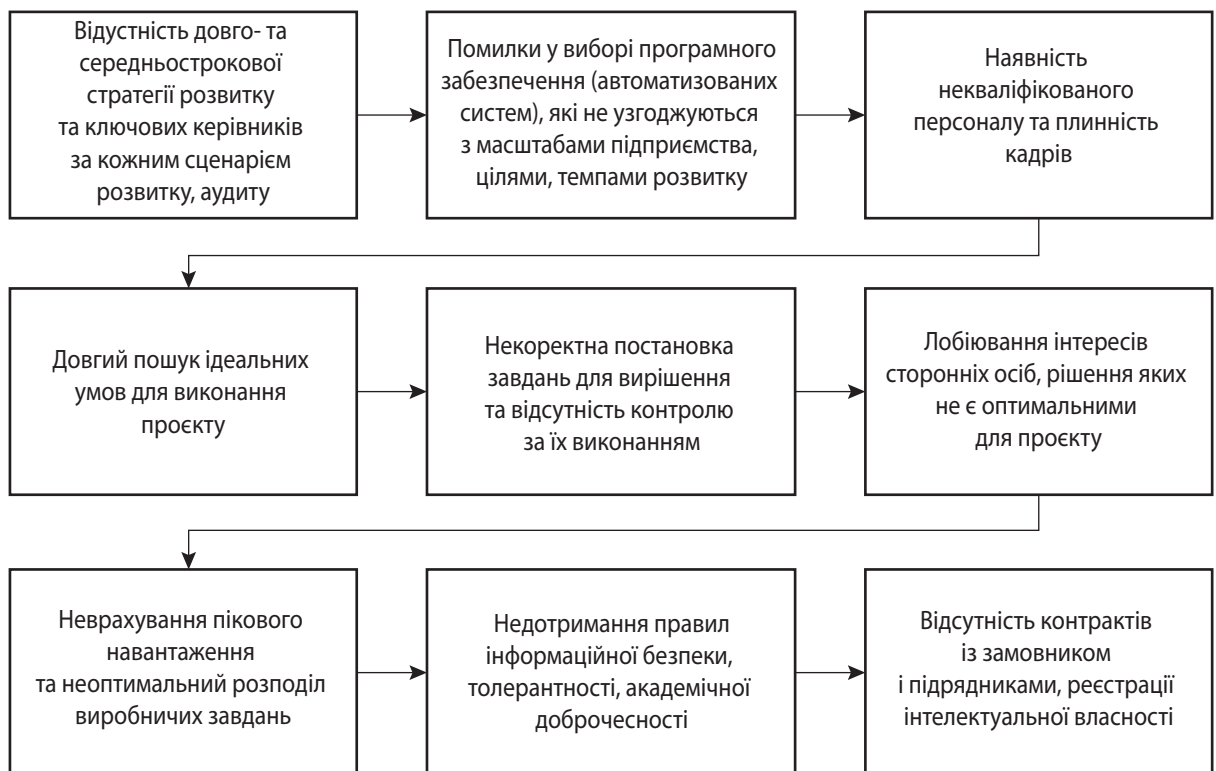 Відустність довго- та
середньострокової
стратегії розвитку
та ключових керівників
за кожним сценарієм
розвитку, аудиту
Помилки у виборі програмного
забезпечення (автоматизованих
систем), які не узгоджуються
з масштабами підприємства,
цілями, темпами розвитку
Наявність
некваліфікованого
персоналу та плинність
кадрів
Довгий пошук ідеальних
умов для виконання
проєкту
Некоректна постановка
завдань для вирішення
та відсутність контролю
за їх виконанням
Лобіювання інтересів
сторонніх осіб, рішення яких
не є оптимальними
для проєкту
Неврахування пікового
навантаження
та неоптимальний розподіл
виробничих завдань
Недотримання правил
інформаційної безпеки,
толерантності, академічної
доброчесності
Відсутність контрактів
із замовником
і підрядниками, реєстрації
інтелектуальної власності